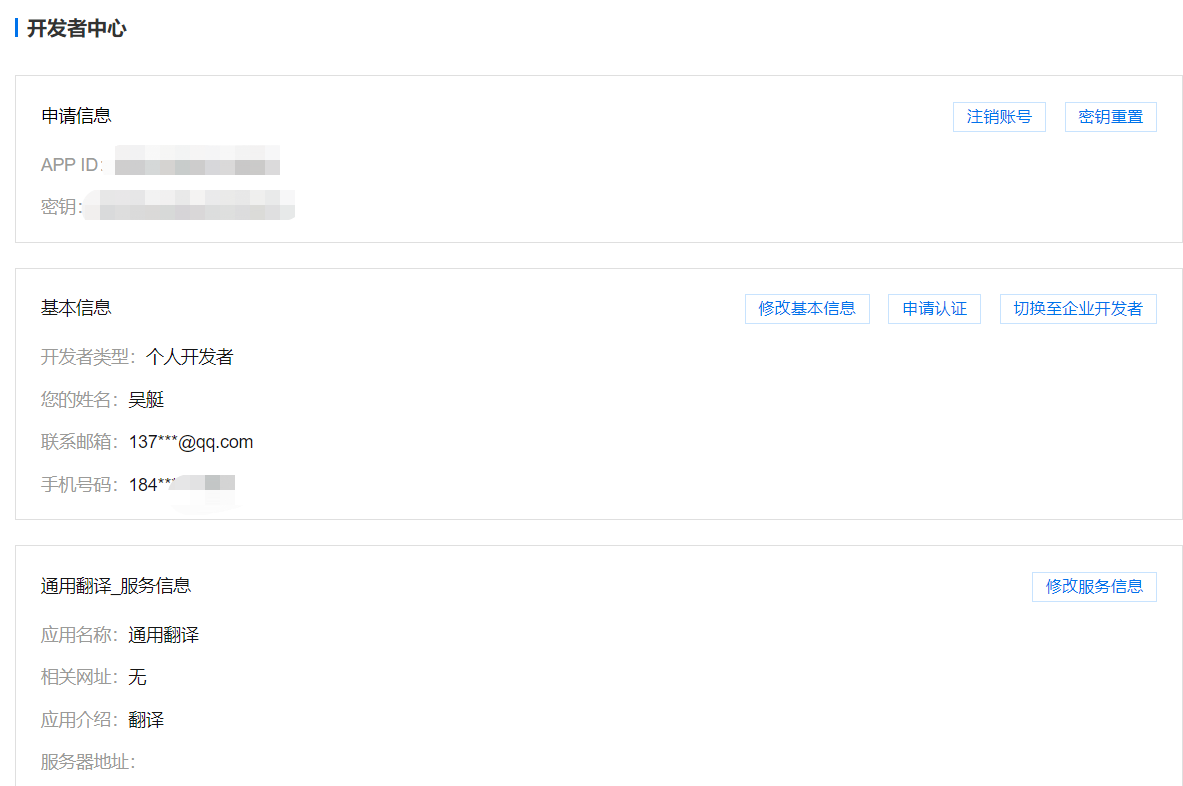 开发者中心
申请信息 注销账号 密钥重置
APP ID:
密钥:
基本信息 修改基本信息 申请认证 切换至企业开发者
开发者类型: 个人开发者
您的姓名: 吴艇
联系邮箱: 137***@qq.com
手机号码: 184**
通用翻译_服务信息 修改服务信息
应用名称: 通用翻译
相关网址: 无
应用介绍: 翻译
服务器地址: